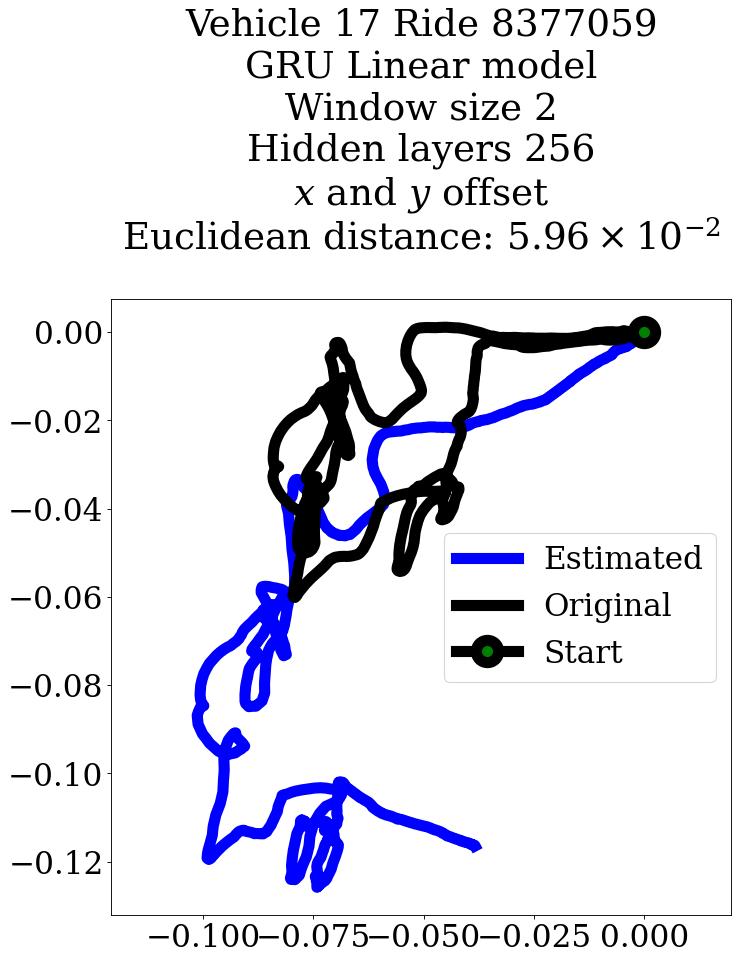 Vehicle 17 Ride 8377059
GRU Linear model
Window size 2
Hidden layers 256
x and y offset
Euclidean distance: 5.96 × 10⁻²
0.00
−0.02
−0.04
−0.06
−0.08
−0.10
−0.12
Estimated
Original
Start
−0.100 −0.075 −0.050 −0.025 0.000